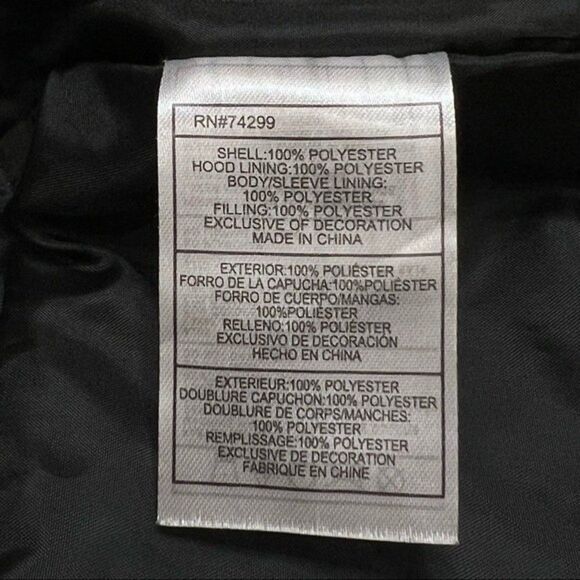 RN#74299
SHELL:100% POLYESTER
HOOD LINING:100% POLYESTER
BODY/SLEEVE LINING:
100% POLYESTER
FILLING:100% POLYESTER
EXCLUSIVE OF DECORATION
MADE IN CHINA
EXTERIOR:100% POLIÉSTER
FORRO DE LA CAPUCHA:100%POLIÉSTER
FORRO DE CUERPO/MANGAS:
100%POLIÉSTER
RELLENO:100% POLIÉSTER
EXCLUSIVO DE DECORACIÓN
HECHO EN CHINA
EXTERIEUR:100% POLYESTER
DOUBLURE CAPUCHON:100% POLYESTER
DOUBLURE DE CORPS/MANCHES:
100% POLYESTER
REMPLISSAGE:100% POLYESTER
EXCLUSIVE DE DECORATION
FABRIQUE EN CHINE